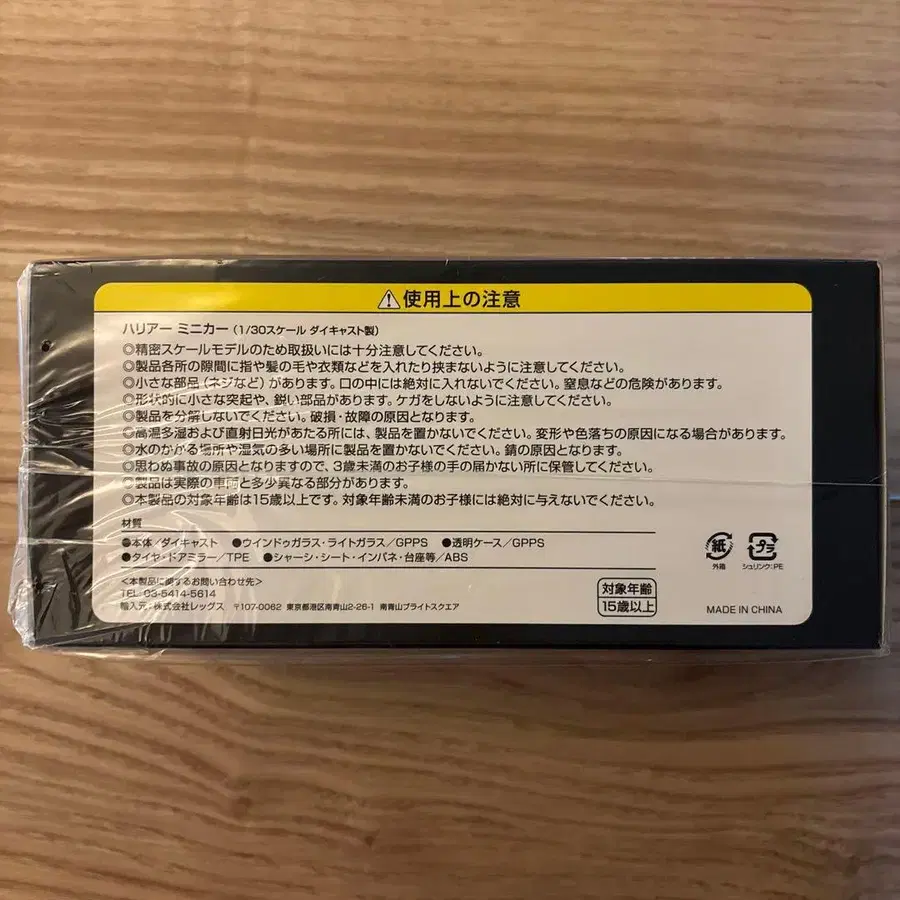 使用上の注意
ハリアー ミニカー(1/30スケール ダイキャスト製)
◎精密スケールモデルのため取扱いには十分注意してください。
◎製品各所の隙間に指や髪の毛や衣類などを入れたり挟まないように注意してください。
◎小さな部品(ネジなど)があります。口の中には絶対に入れないでください。窒息などの危険があります。
◎形状的に小さな突起や、鋭い部品があります。ケガをしないように注意してください。
◎製品を分解しないでください。破損・故障の原因となります。
◎高温多湿および直射日光があたる所には、製品を置かないでください。変形や色落ちの原因になる場合があります。
◎水のかかる場所や湿気の多い場所に製品を置かないでください。錆の原因となります。
◎思わぬ事故の原因となりますので、3歳未満のお子様の手の届かない所に保管してください。
◎製品は実際の車両と多少異なる部分があります。
◎本製品の対象年齢は15歳以上です。対象年齢未満のお子様には絶対に与えないでください。
材質
●本体/ダイキャスト ●ウインドゥガラス・ライトガラス/GPPS ●透明ケース/GPPS
●タイヤ・ドアミラー/TPE ●シャーシ・シート・インパネ・台座等/ABS
紙
外箱
プラ
シュリンク:PE
<本製品に関するお問い合わせ先>
TEL 03-5414-5614
輸入元:株式会社レッグス 〒107-0062 東京都港区南青山2-26-1 南青山ブライトスクエア
対象年齢
15歳以上
MADE IN CHINA